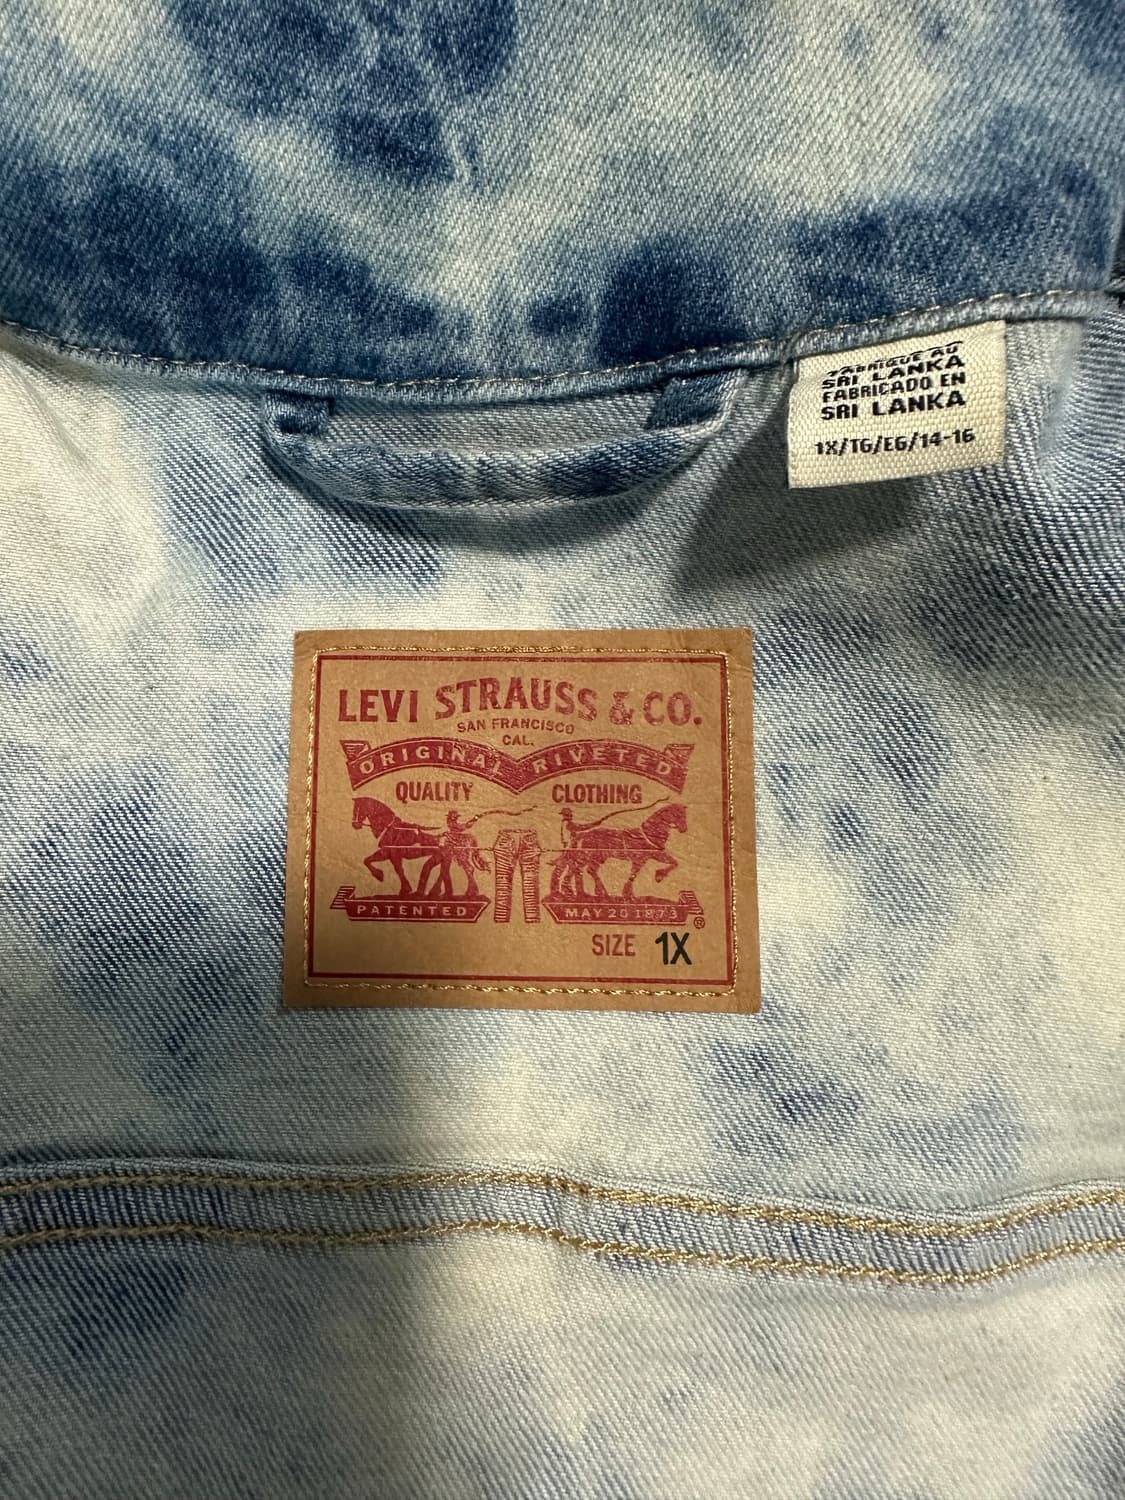 FABRIQUE AU
SRI LANKA
FABRICADO EN
SRI LANKA
1X/TG/EG/14-16
LEVI STRAUSS & CO.
SAN FRANCISCO
CAL.
ORIGINAL RIVETED
QUALITY CLOTHING
PATENTED MAY 20 1873 ®
SIZE 1X